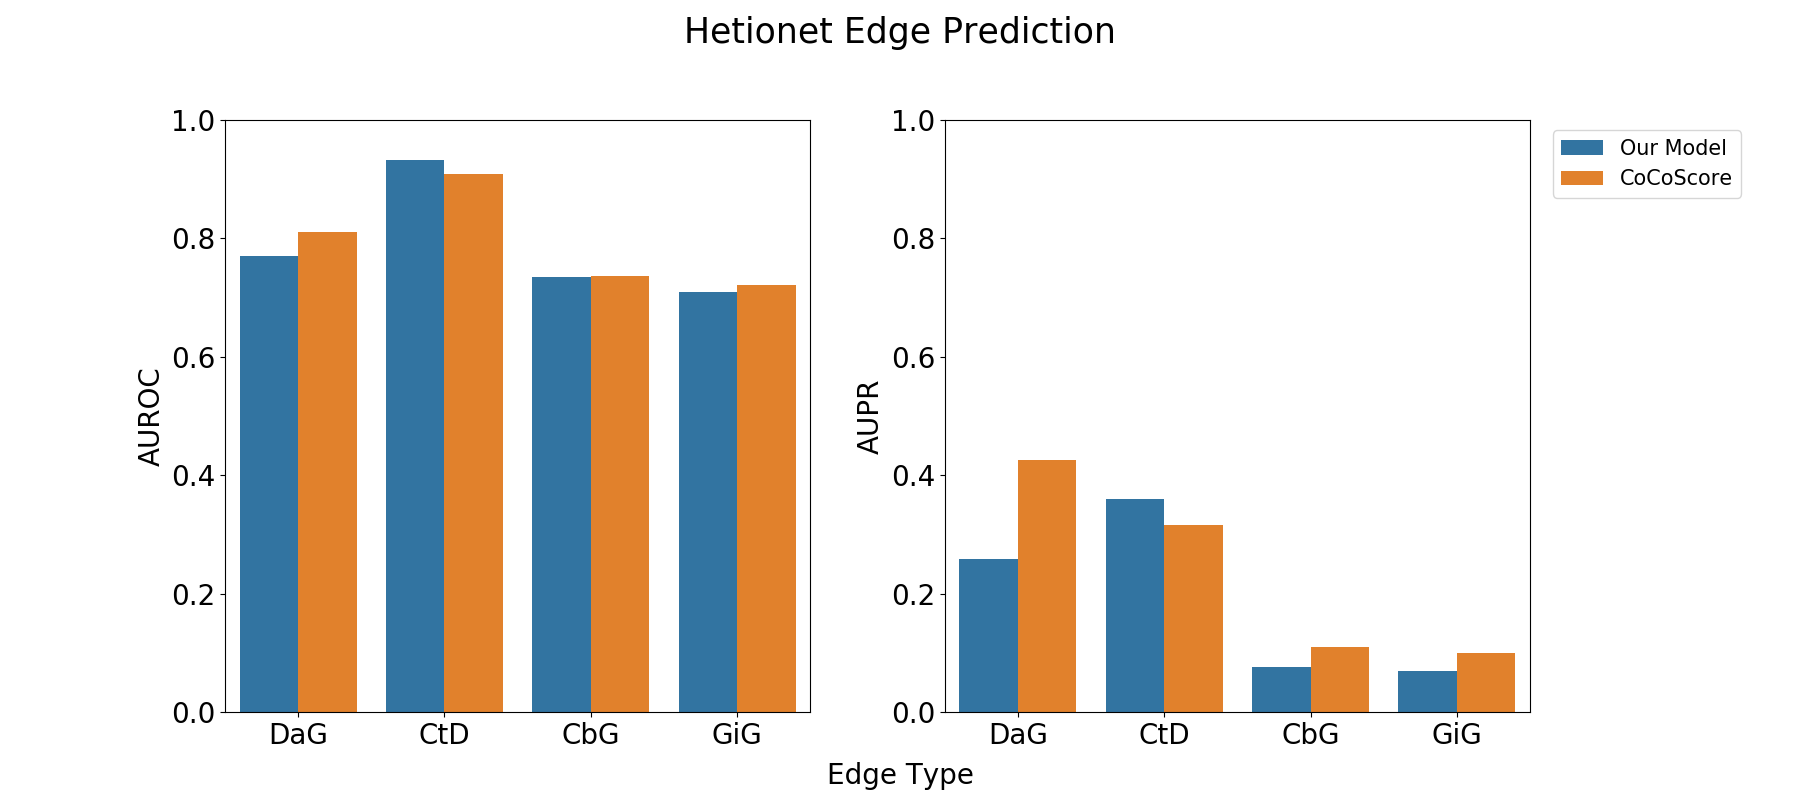 Hetionet Edge Prediction
AUROC
1.0
0.8
0.6
0.4
0.2
0.0
DaG CtD CbG GiG
AUPR
1.0
0.8
0.6
0.4
0.2
0.0
DaG CtD CbG GiG
Our Model
CoCoScore
Edge Type